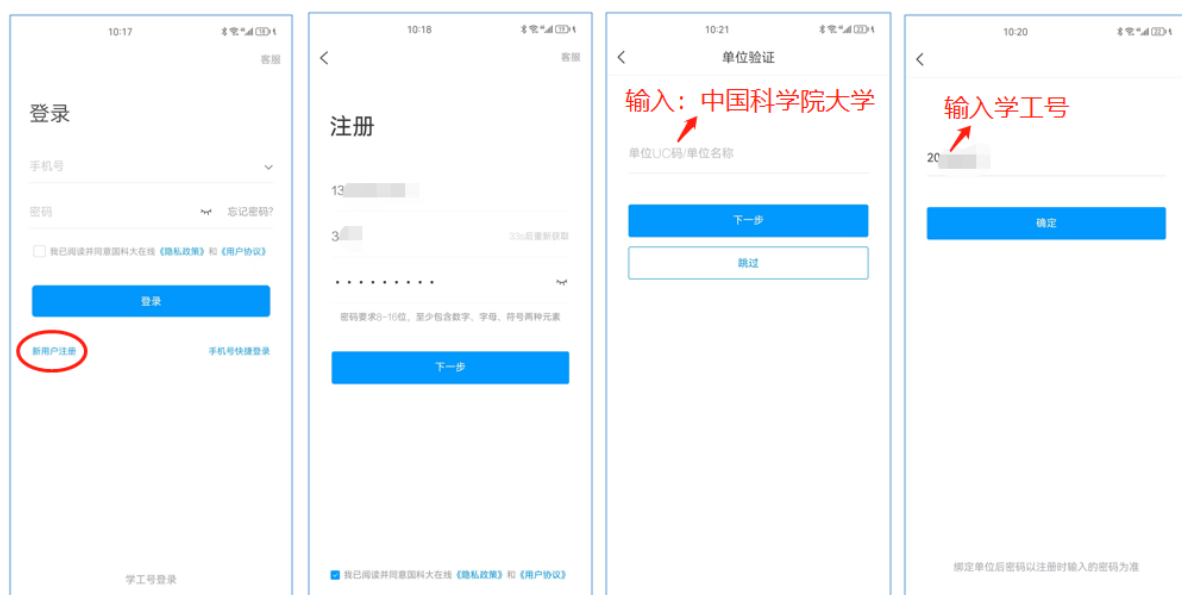 10:17
客服
登录
手机号
密码
忘记密码?
我已阅读并同意国科大在线《隐私政策》和《用户协议》
登录
新用户注册
手机号快捷登录
学工号登录
10:18
客服
注册
13
3
33s后重新获取
密码要求8-16位，至少包含数字、字母、符号两种元素
下一步
我已阅读并同意国科大在线《隐私政策》和《用户协议》
10:21
单位验证
输入：中国科学院大学
单位UC码/单位名称
下一步
跳过
10:20
输入学工号
20
确定
绑定单位后密码以注册时输入的密码为准